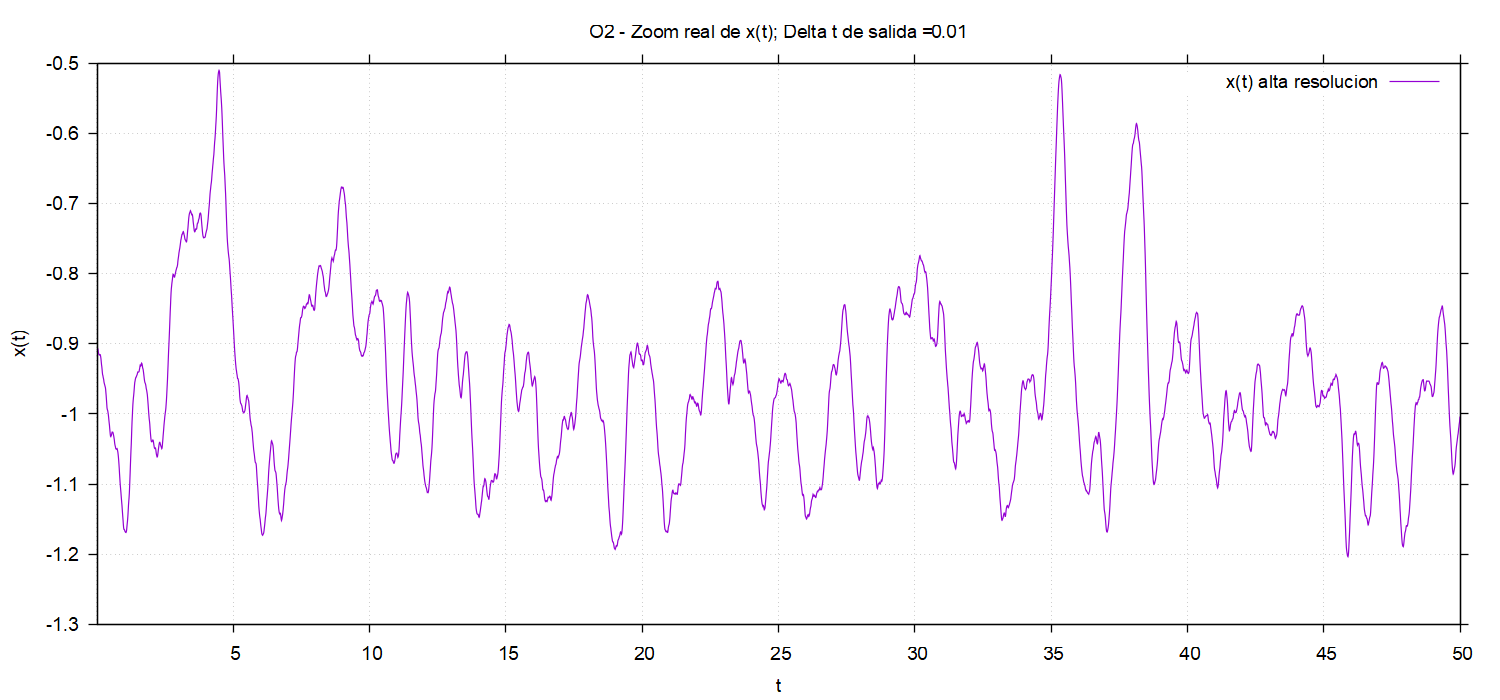 O2 - Zoom real de x(t); Delta t de salida =0.01
x(t) alta resolucion
-0.5
-0.6
-0.7
-0.8
-0.9
-1
-1.1
-1.2
-1.3
x(t)
5 10 15 20 25 30 35 40 45 50
t